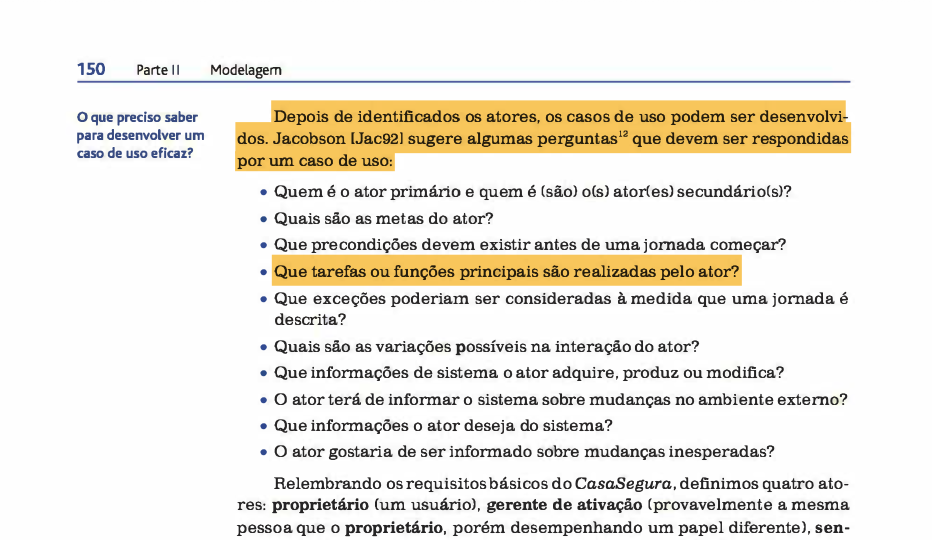 150 Parte II Modelagem
O que preciso saber
para desenvolver um
caso de uso eficaz?
Depois de identificados os atores, os casos de uso podem ser desenvolvi-
dos. Jacobson [Jac92] sugere algumas perguntas¹² que devem ser respondidas
por um caso de uso:
• Quem é o ator primário e quem é (são) o(s) ator(es) secundário(s)?
• Quais são as metas do ator?
• Que precondições devem existir antes de uma jornada começar?
• Que tarefas ou funções principais são realizadas pelo ator?
• Que exceções poderiam ser consideradas à medida que uma jornada é
descrita?
• Quais são as variações possíveis na interação do ator?
• Que informações de sistema o ator adquire, produz ou modifica?
• O ator terá de informar o sistema sobre mudanças no ambiente externo?
• Que informações o ator deseja do sistema?
• O ator gostaria de ser informado sobre mudanças inesperadas?
Relembrando os requisitos básicos do CasaSegura, definimos quatro ato-
res: proprietário (um usuário), gerente de ativação (provavelmente a mesma
pessoa que o proprietário, porém desempenhando um papel diferente), sen-